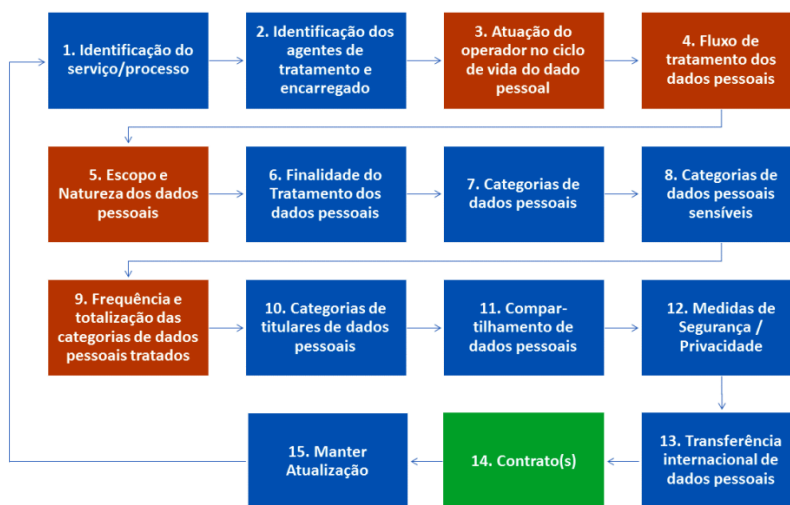 1. Identificação do
serviço/processo
2. Identificação dos
agentes de
tratamento e
encarregado
3. Atuação do
operador no ciclo
de vida do dado
pessoal
4. Fluxo de
tratamento dos
dados pessoais
5. Escopo e
Natureza dos dados
pessoais
6. Finalidade do
Tratamento dos
dados pessoais
7. Categorias de
dados pessoais
8. Categorias de
dados pessoais
sensíveis
9. Frequência e
totalização das
categorias de dados
pessoais tratados
10. Categorias de
titulares de dados
pessoais
11. Compar-
tilhamento de
dados pessoais
12. Medidas de
Segurança /
Privacidade
13. Transferência
internacional de
dados pessoais
14. Contrato(s)
15. Manter
Atualização